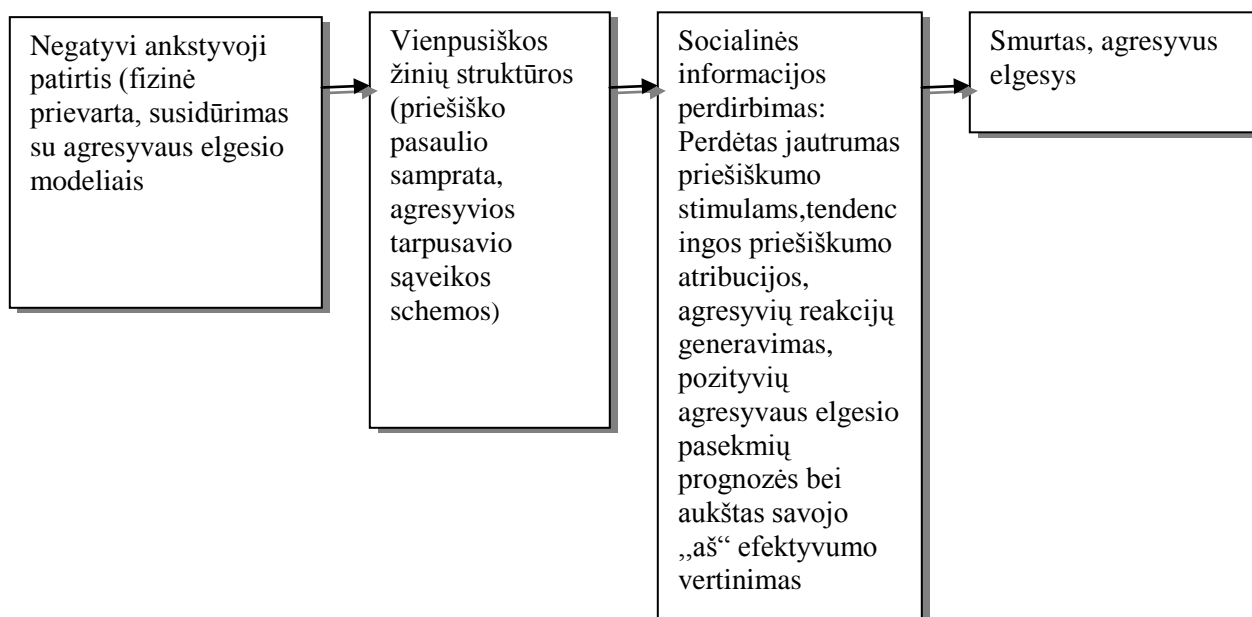 Negatyvi ankstyvoji
patirtis (fizinė
prievarta, susidūrimas
su agresyvaus elgesio
modeliais
Vienpusiškos
žinių struktūros
(priešiško
pasaulio
samprata,
agresyvios
tarpusavio
sąveikos
schemos)
Socialinės
informacijos
perdirbimas:
Perdėtas jautrumas
priešiškumo
stimulams,tendenc
ingos priešiškumo
atribucijos,
agresyvių reakcijų
generavimas,
pozityvių
agresyvaus elgesio
pasekmių
prognozės bei
aukštas savojo
,,aš“ efektyvumo
vertinimas
Smurtas, agresyvus
elgesys